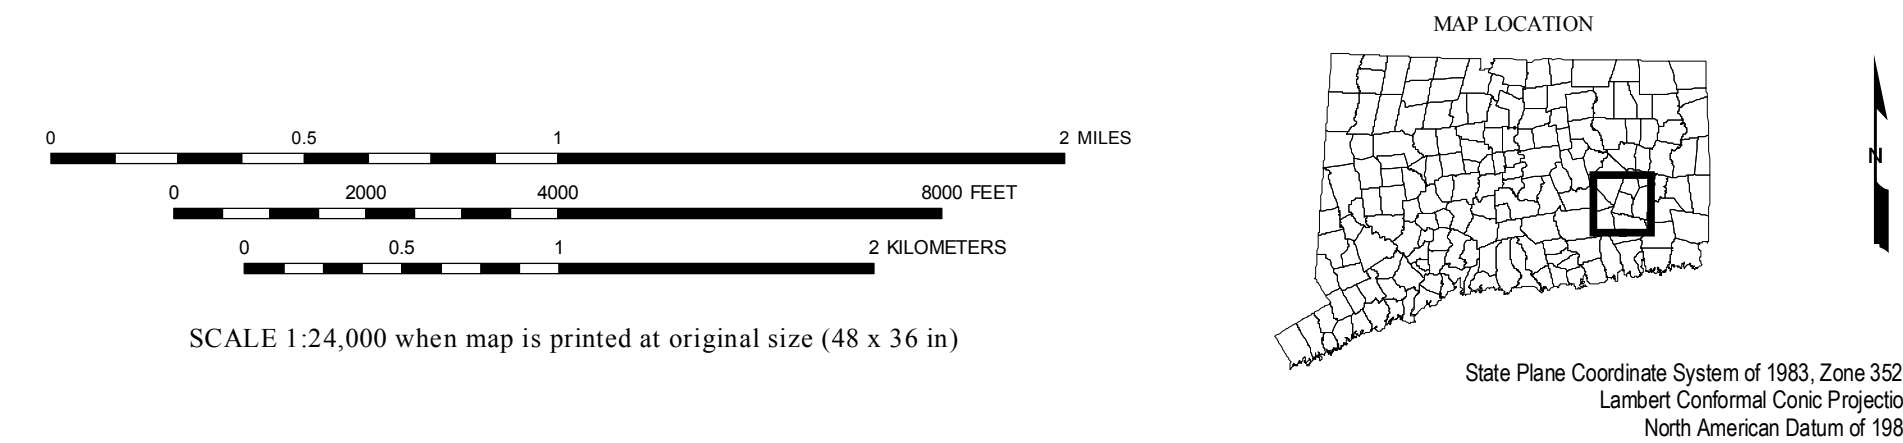 0 0.5 1 2 MILES
0 2000 4000 8000 FEET
0 0.5 1 2 KILOMETERS
SCALE 1:24,000 when map is printed at original size (48 x 36 in)
MAP LOCATION
N
State Plane Coordinate System of 1983, Zone 352
Lambert Conformal Conic Projectio
North American Datum of 198